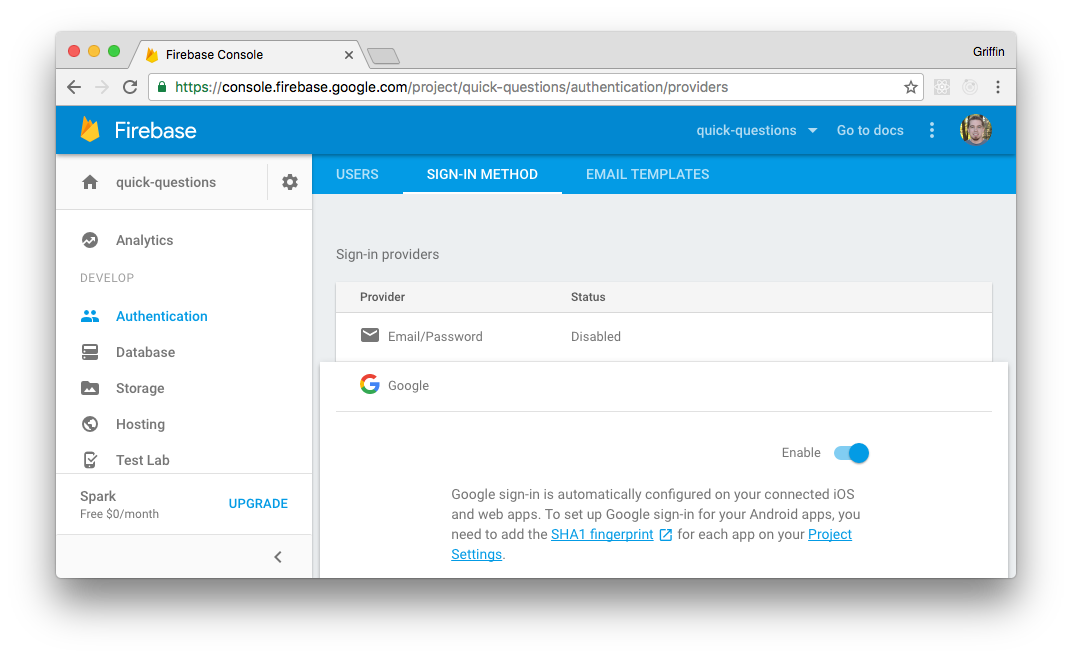 Firebase Console
Griffin
https://console.firebase.google.com/project/quick-questions/authentication/providers
Firebase
quick-questions
Go to docs
quick-questions
USERS
SIGN-IN METHOD
EMAIL TEMPLATES
Analytics
DEVELOP
Authentication
Database
Storage
Hosting
Test Lab
Spark
Free $0/month
UPGRADE
Sign-in providers
Provider Status
Email/Password Disabled
Google
Enable
Google sign-in is automatically configured on your connected iOS
and web apps. To set up Google sign-in for your Android apps, you
need to add the SHA1 fingerprint for each app on your Project
Settings.